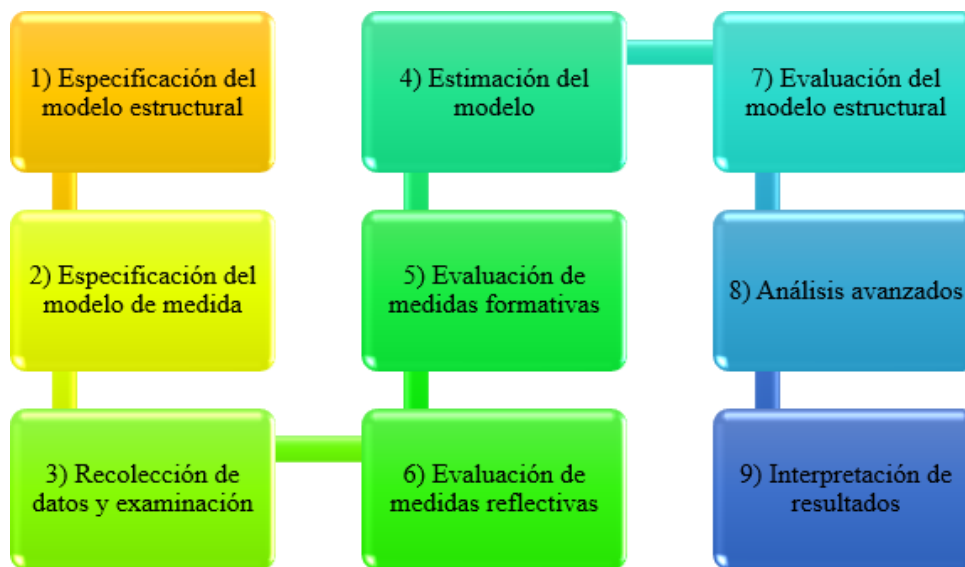 1) Especificación del
modelo estructural
2) Especificación del
modelo de medida
3) Recolección de
datos y examinación
4) Estimación del
modelo
5) Evaluación de
medidas formativas
6) Evaluación de
medidas reflectivas
7) Evaluación del
modelo estructural
8) Análisis avanzados
9) Interpretación de
resultados